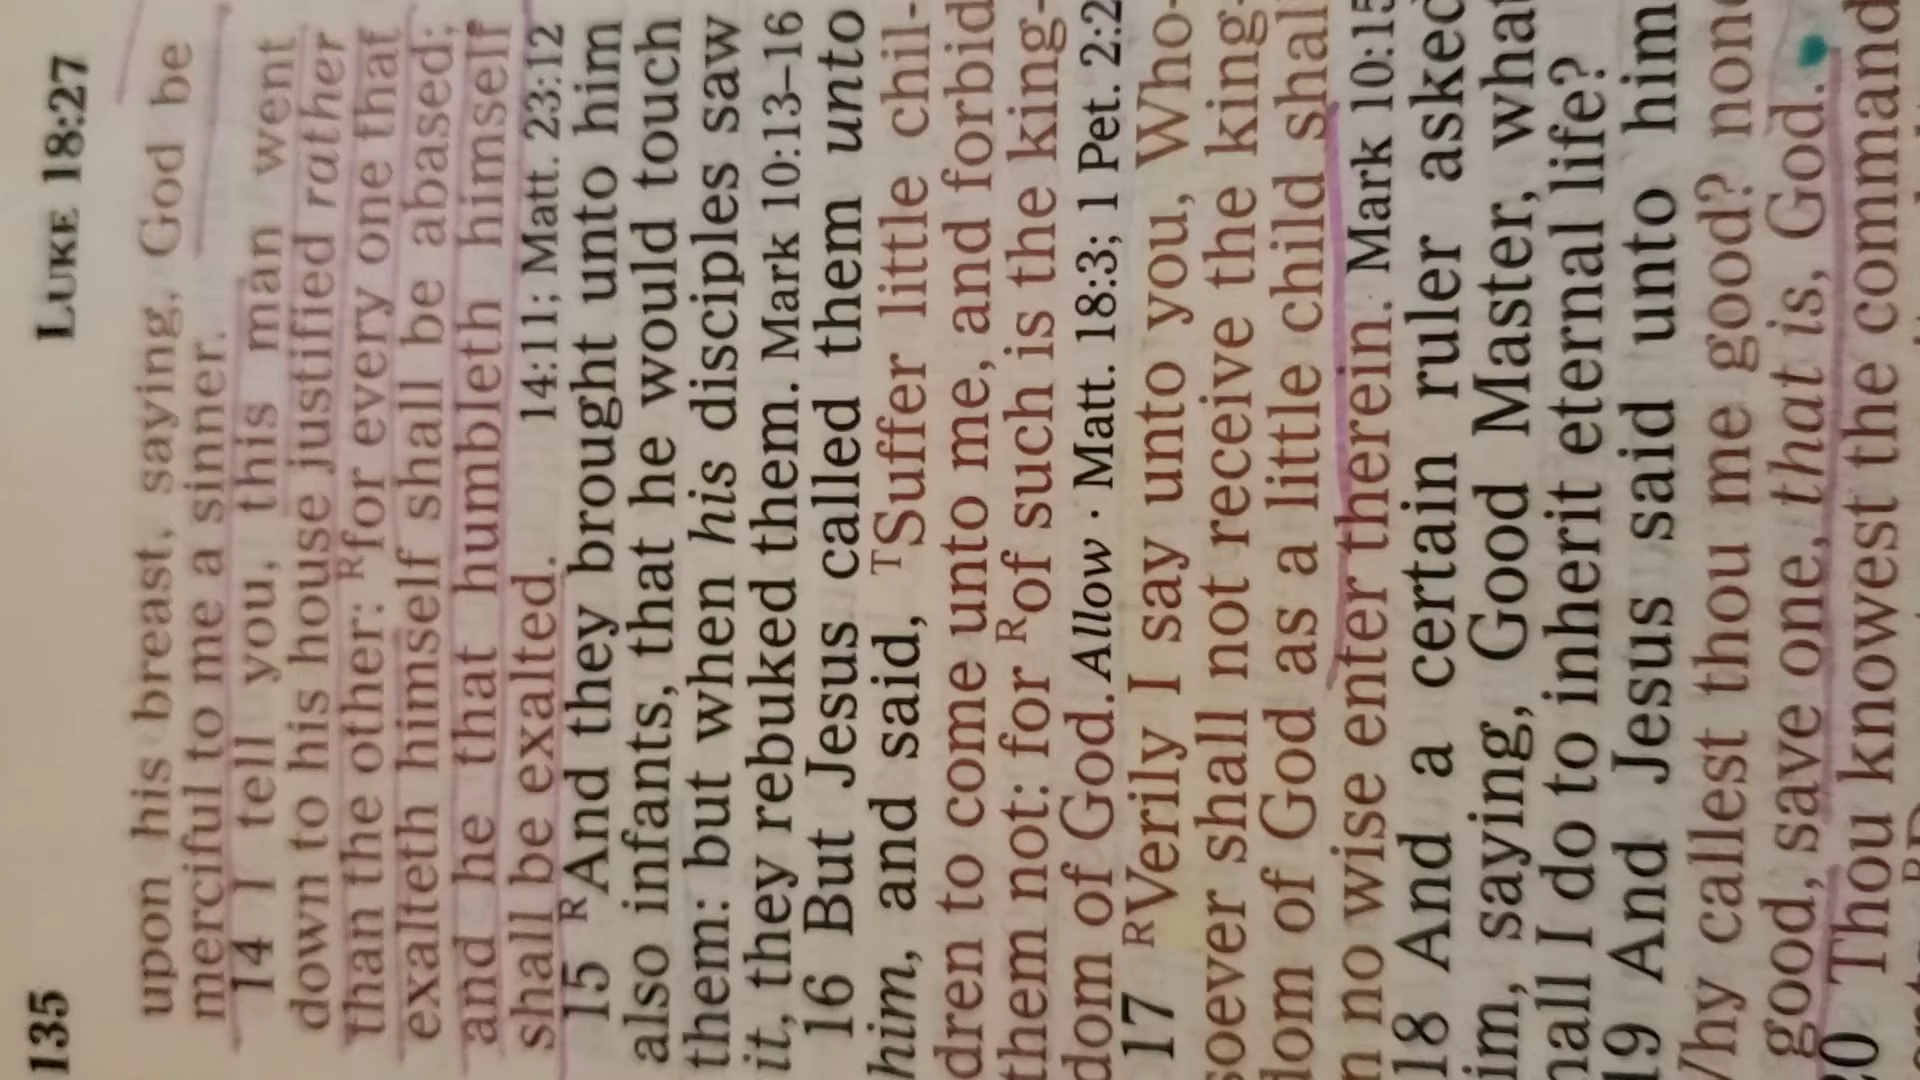 135
LUKE 18:27
upon his breast, saying, God be
merciful to me a sinner.
14 I tell you, this man went
down to his house justified rather
than the other: Rfor every one that
exalteth himself shall be abased;
and he that humbleth himself
shall be exalted. 14:11; Matt. 23:12
15 RAnd they brought unto him
also infants, that he would touch
them: but when his disciples saw
it, they rebuked them. Mark 10:13–16
16 But Jesus called them unto
him, and said, TSuffer little chil-
dren to come unto me, and forbid
them not: for Rof such is the king-
dom of God. Allow · Matt. 18:3; 1 Pet. 2:2
17 RVerily I say unto you, Who-
soever shall not receive the king-
dom of God as a little child shal
n no wise enter therein. Mark 10:15
18 And a certain ruler asked
im, saying, Good Master, what
hall I do to inherit eternal life?
19 And Jesus said unto him
Why callest thou me good? none
good, save one, that is, God.
20 Thou knowest the command